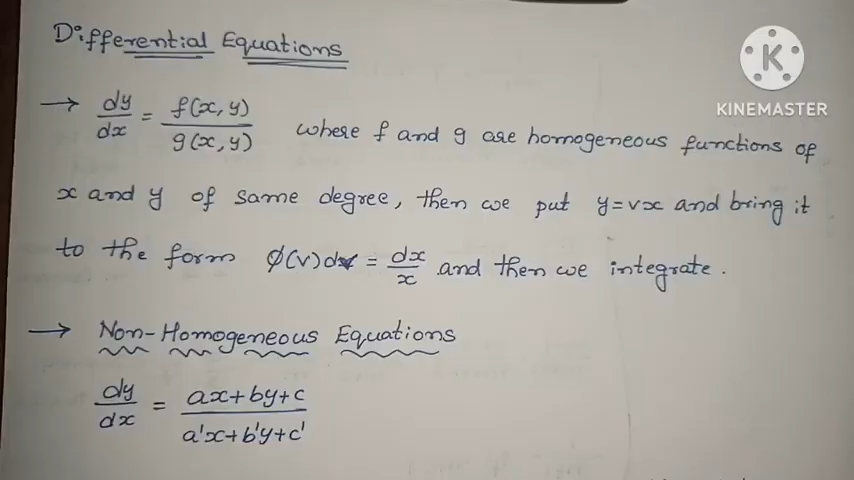 Differential Equations
K
KINEMASTER
→ dy/dx = f(x, y)/g(x, y) where f and g are homogeneous functions of
x and y of same degree, then we put y=vx and bring it
to the form ϕ(v)dv = dx/x and then we integrate.
→ Non-Homogeneous Equations
dy/dx = ax+by+c/a'x+b'y+c'